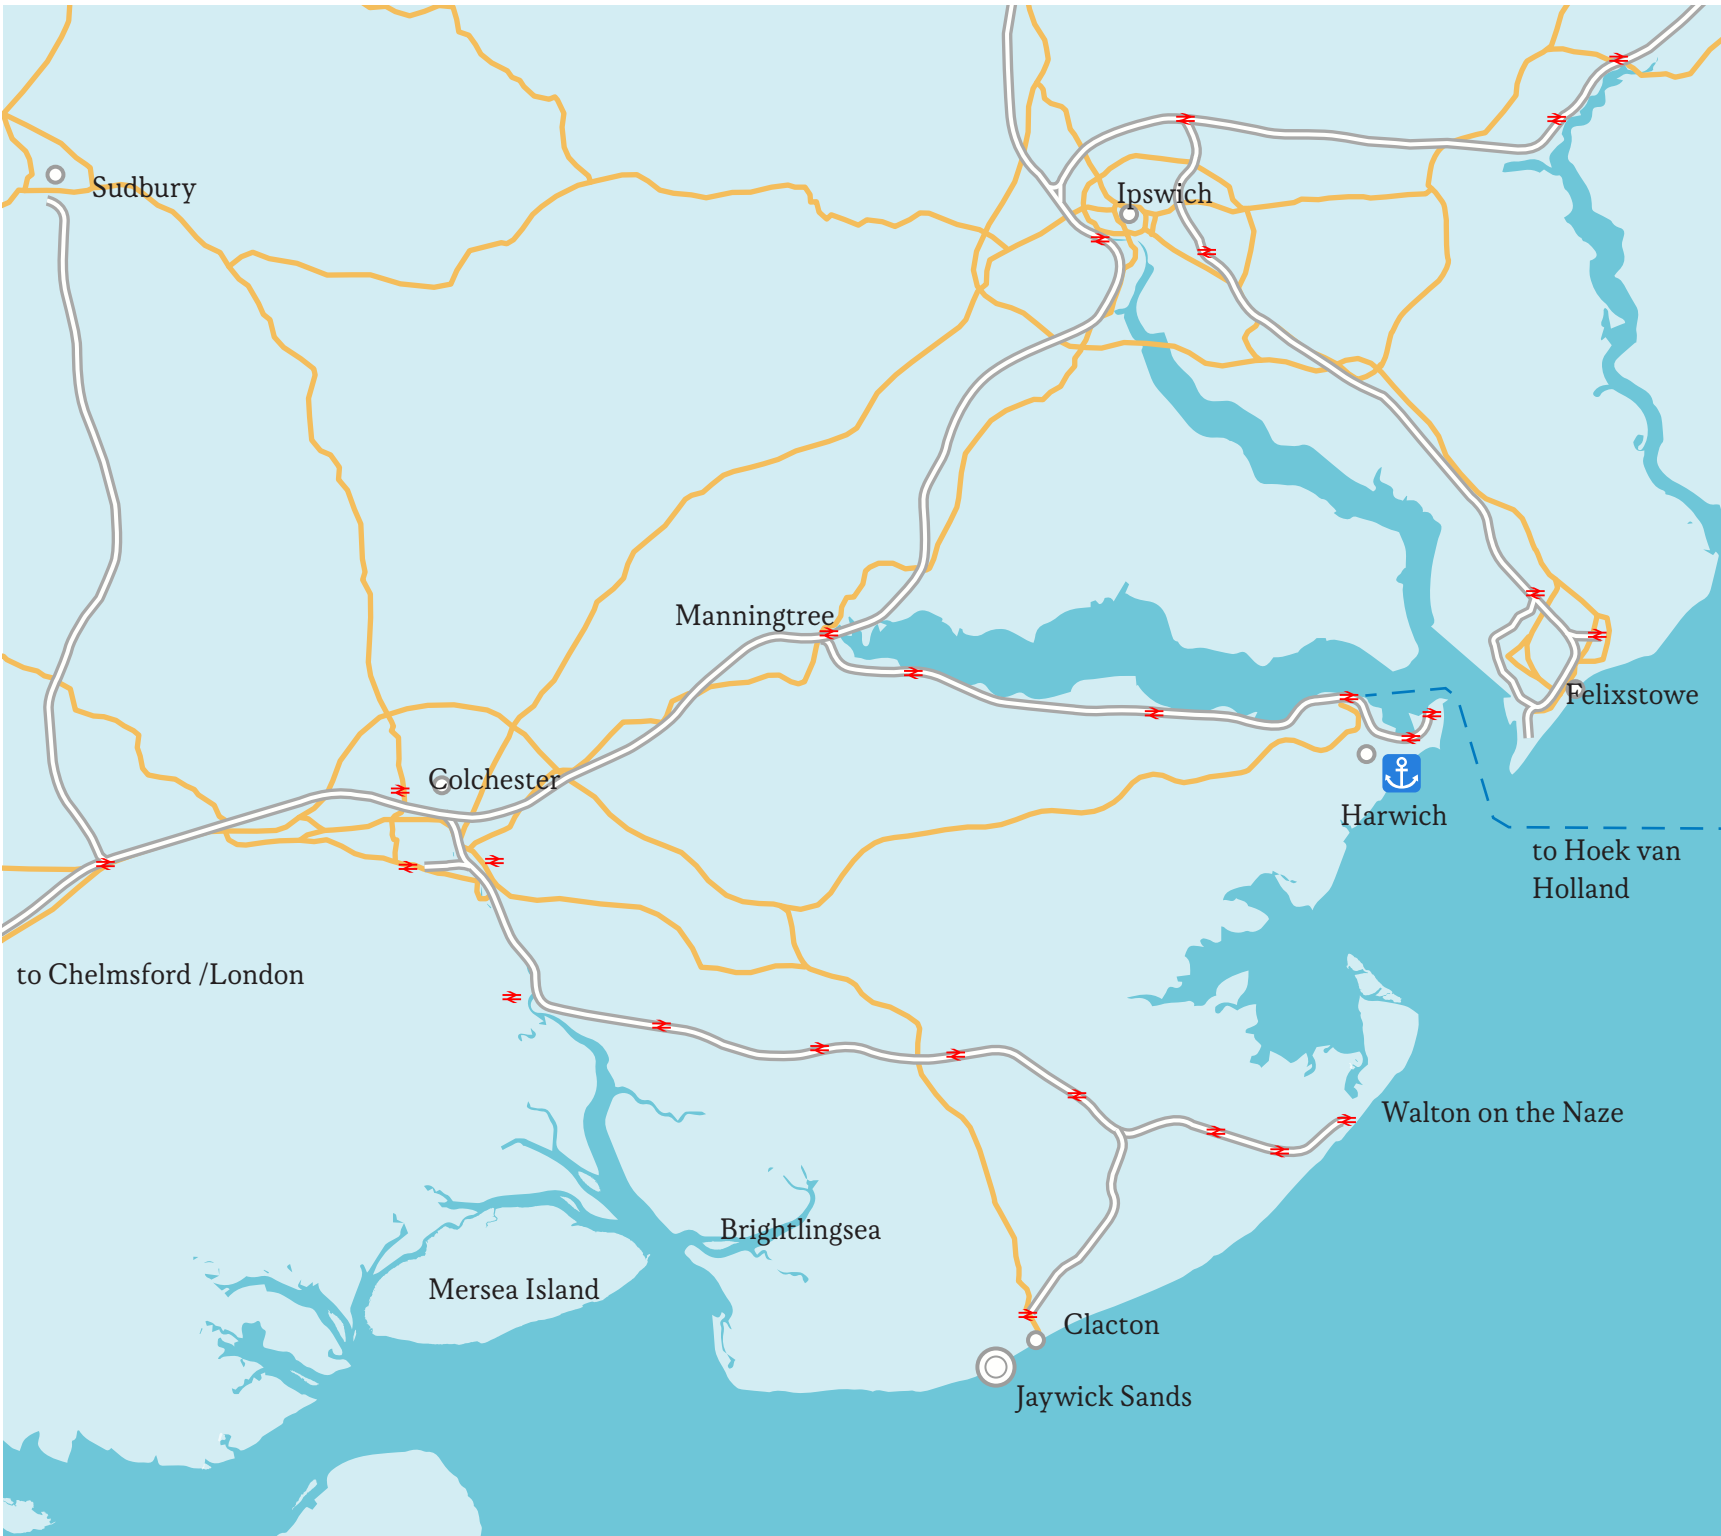 Sudbury
Ipswich
Manningtree
Felixstowe
Colchester
Harwich
to Hoek van
Holland
to Chelmsford /London
Walton on the Naze
Brightlingsea
Mersea Island
Clacton
Jaywick Sands